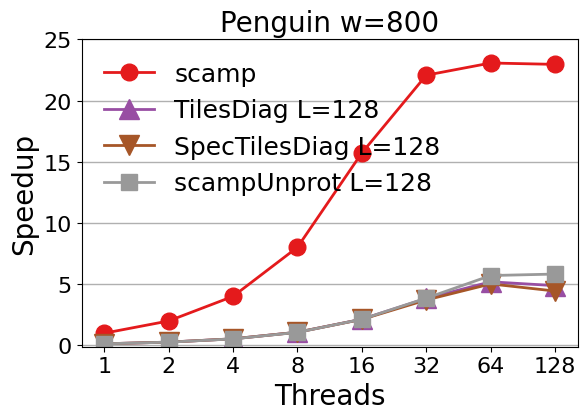 Penguin w=800
25
20
15
10
5
0
Speedup
scamp
TilesDiag L=128
SpecTilesDiag L=128
scampUnprot L=128
1 2 4 8 16 32 64 128
Threads